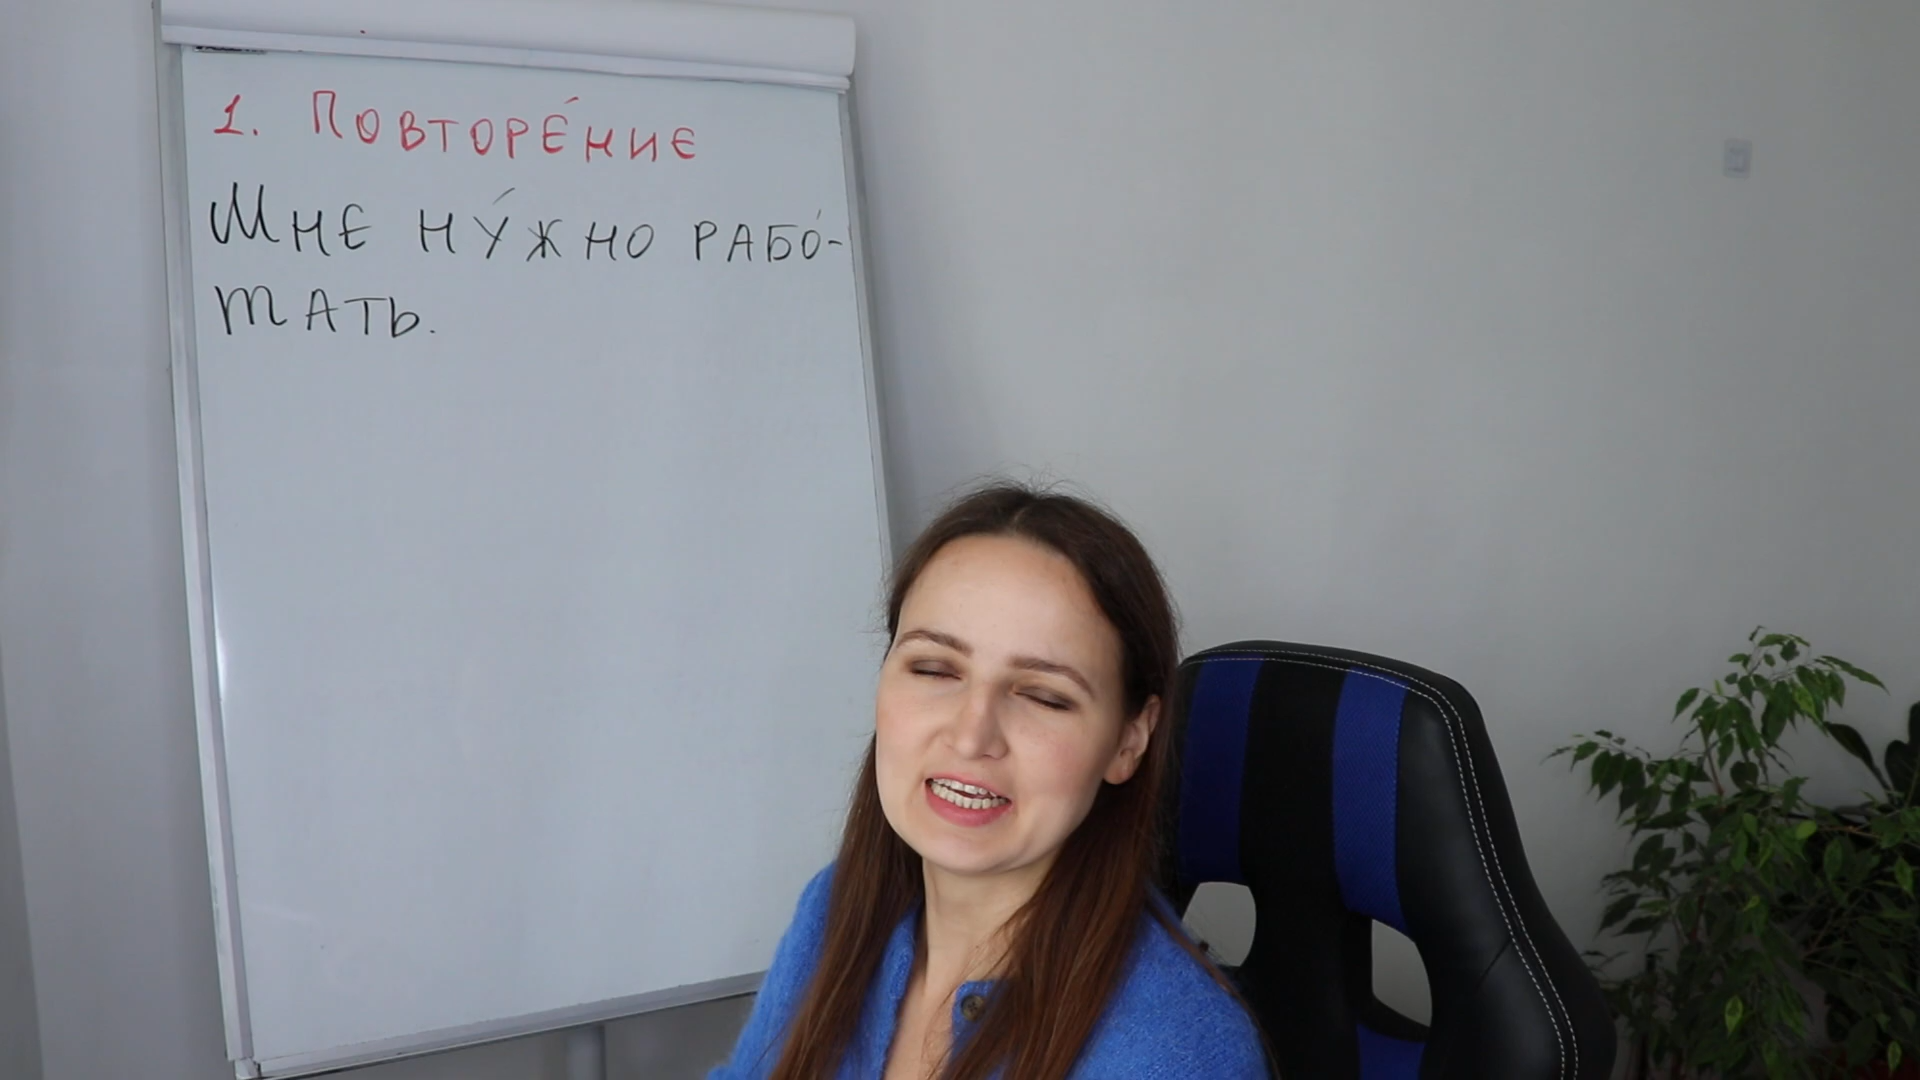 1. Повторе́ние
Мне ну́жно рабо́-
тать.